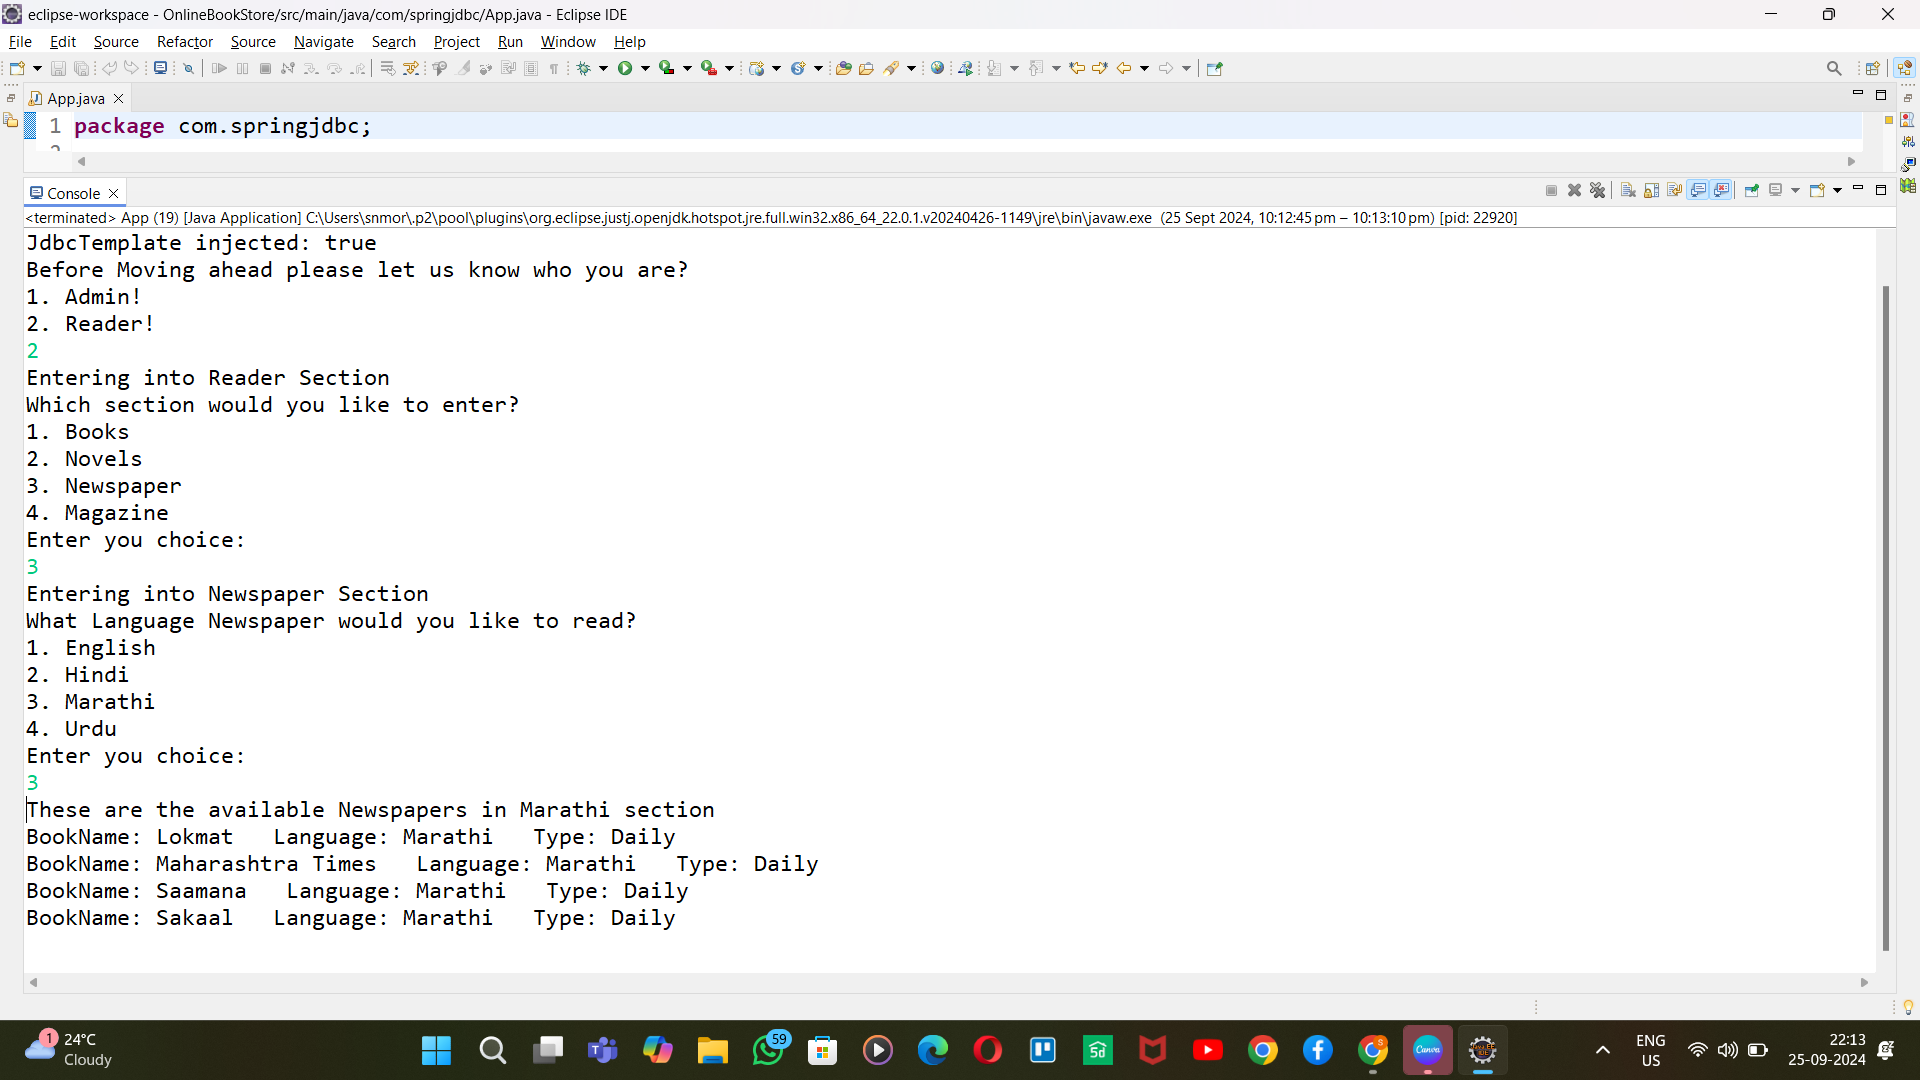 eclipse-workspace - OnlineBookStore/src/main/java/com/springjdbc/App.java - Eclipse IDE
File Edit Source Refactor Source Navigate Search Project Run Window Help
App.java
1 package com.springjdbc;
2
Console
<terminated> App (19) [Java Application] C:\Users\snmor\.p2\pool\plugins\org.eclipse.justj.openjdk.hotspot.jre.full.win32.x86_64_22.0.1.v20240426-1149\jre\bin\javaw.exe (25 Sept 2024, 10:12:45 pm – 10:13:10 pm) [pid: 22920]
JdbcTemplate injected: true
Before Moving ahead please let us know who you are?
1. Admin!
2. Reader!
2
Entering into Reader Section
Which section would you like to enter?
1. Books
2. Novels
3. Newspaper
4. Magazine
Enter you choice:
3
Entering into Newspaper Section
What Language Newspaper would you like to read?
1. English
2. Hindi
3. Marathi
4. Urdu
Enter you choice:
3
These are the available Newspapers in Marathi section
BookName: Lokmat   Language: Marathi   Type: Daily
BookName: Maharashtra Times   Language: Marathi   Type: Daily
BookName: Saamana   Language: Marathi   Type: Daily
BookName: Sakaal   Language: Marathi   Type: Daily
1 24°C
Cloudy
59
Canva
ENG
US
22:13
25-09-2024